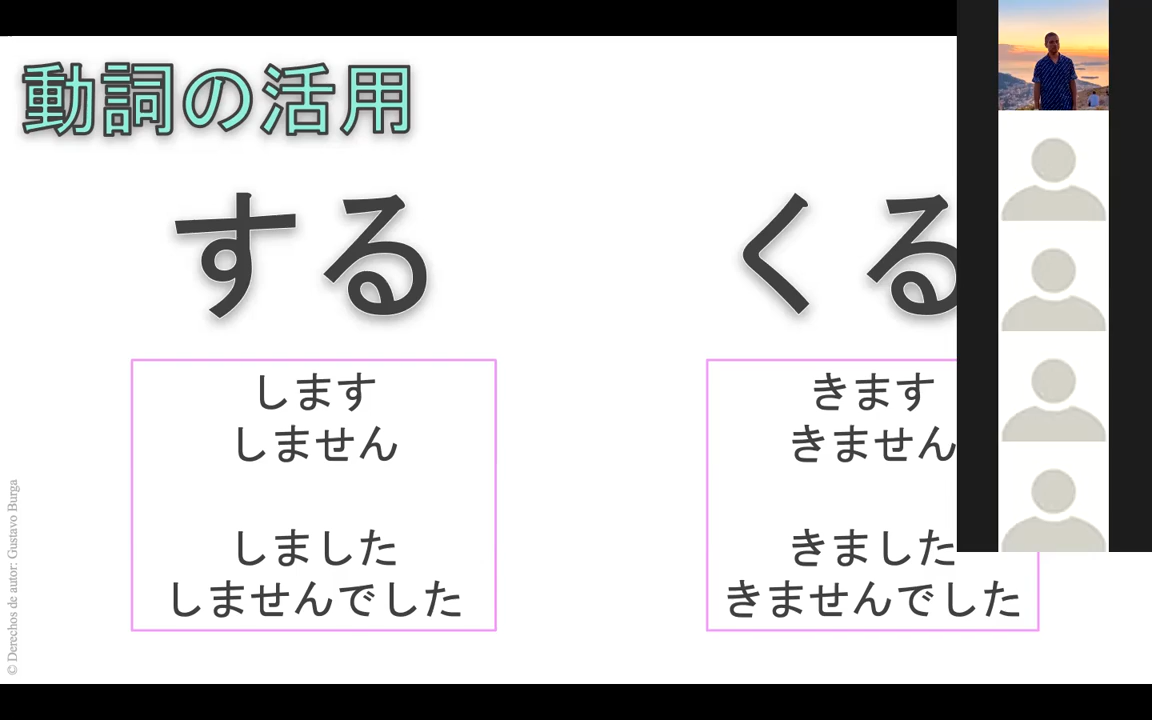 動詞の活用
する
くる
します
しません
しました
しませんでした
きます
きません
きました
きませんでした
© Derechos de autor: Gustavo Burga